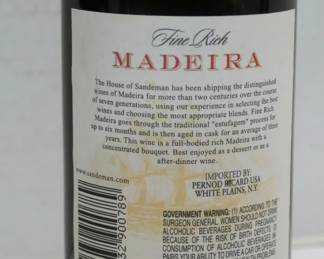 Fine Rich
MADEIRA
The House of Sandeman has been shipping the distinguished
wines of Madeira for more than two centuries over the course
of seven generations, using our experience in selecting the best
wines and choosing the most appropriate blends. Fine Rich
Madeira goes through the traditional "estufagem" process for
up to six months and is then aged in cask for an average of three
years. This wine is a full-bodied rich Madeira with a
concentrated bouquet. Best enjoyed as a dessert or as a
after-dinner wine.
www.sandeman.com
IMPORTED BY:
PERNOD RICARD USA
WHITE PLAINS, N.Y.
32 900789
GOVERNMENT WARNING: (1) ACCORDING TO THE
SURGEON GENERAL, WOMEN SHOULD NOT DRINK
ALCOHOLIC BEVERAGES DURING PREGNANCY
BECAUSE OF THE RISK OF BIRTH DEFECTS.
CONSUMPTION OF ALCOHOLIC BEVERAGES IM-
PAIRS YOUR ABILITY TO DRIVE A CAR OR OPERATE